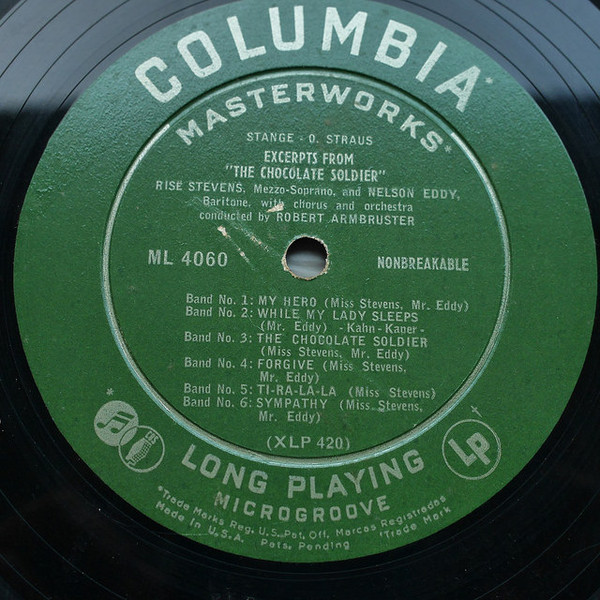 COLUMBIA*
MASTERWORKS*
STANGE - O. STRAUS
EXCERPTS FROM
"THE CHOCOLATE SOLDIER"
RISE STEVENS, Mezzo-Soprano, and NELSON EDDY,
Baritone, with chorus and orchestra
conducted by ROBERT ARMBRUSTER
ML 4060
NONBREAKABLE
Band No. 1: MY HERO (Miss Stevens, Mr. Eddy)
Band No. 2: WHILE MY LADY SLEEPS
(Mr. Eddy) -Kahn-Kaper-
Band No. 3: THE CHOCOLATE SOLDIER
(Miss Stevens, Mr. Eddy)
Band No. 4: FORGIVE (Miss Stevens,
Mr. Eddy)
Band No. 5: TI-RA-LA-LA (Miss Stevens)
Band No. 6: SYMPATHY (Miss Stevens,
Mr. Eddy)
(XLP 420)
LP
LONG PLAYING
MICROGROOVE
*Trade Marks Reg. U.S. Pat. Off. Marcas Registradas
Made in U.S.A. Pats. Pending †Trade Mark